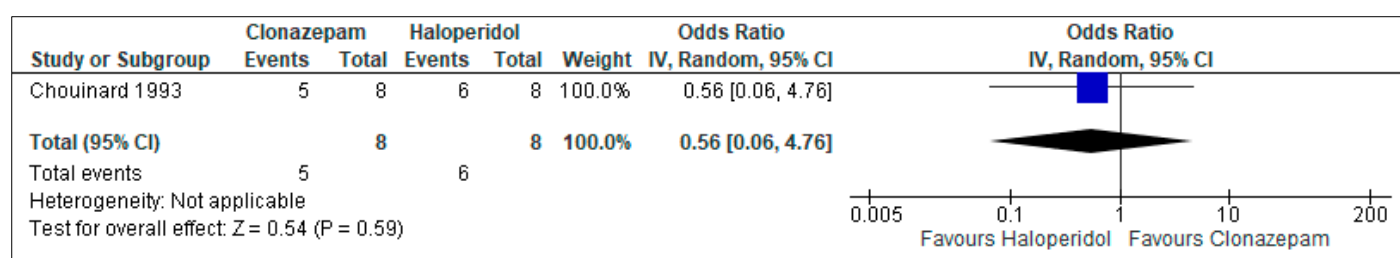 Clonazepam Haloperidol Odds Ratio Odds Ratio
Study or Subgroup Events Total Events Total Weight IV, Random, 95% CI IV, Random, 95% CI
Chouinard 1993 5 8 6 8 100.0% 0.56 [0.06, 4.76]
Total (95% CI) 8 8 100.0% 0.56 [0.06, 4.76]
Total events 5 6
Heterogeneity: Not applicable
Test for overall effect: Z = 0.54 (P = 0.59)
0.005 0.1 1 10 200
Favours Haloperidol Favours Clonazepam